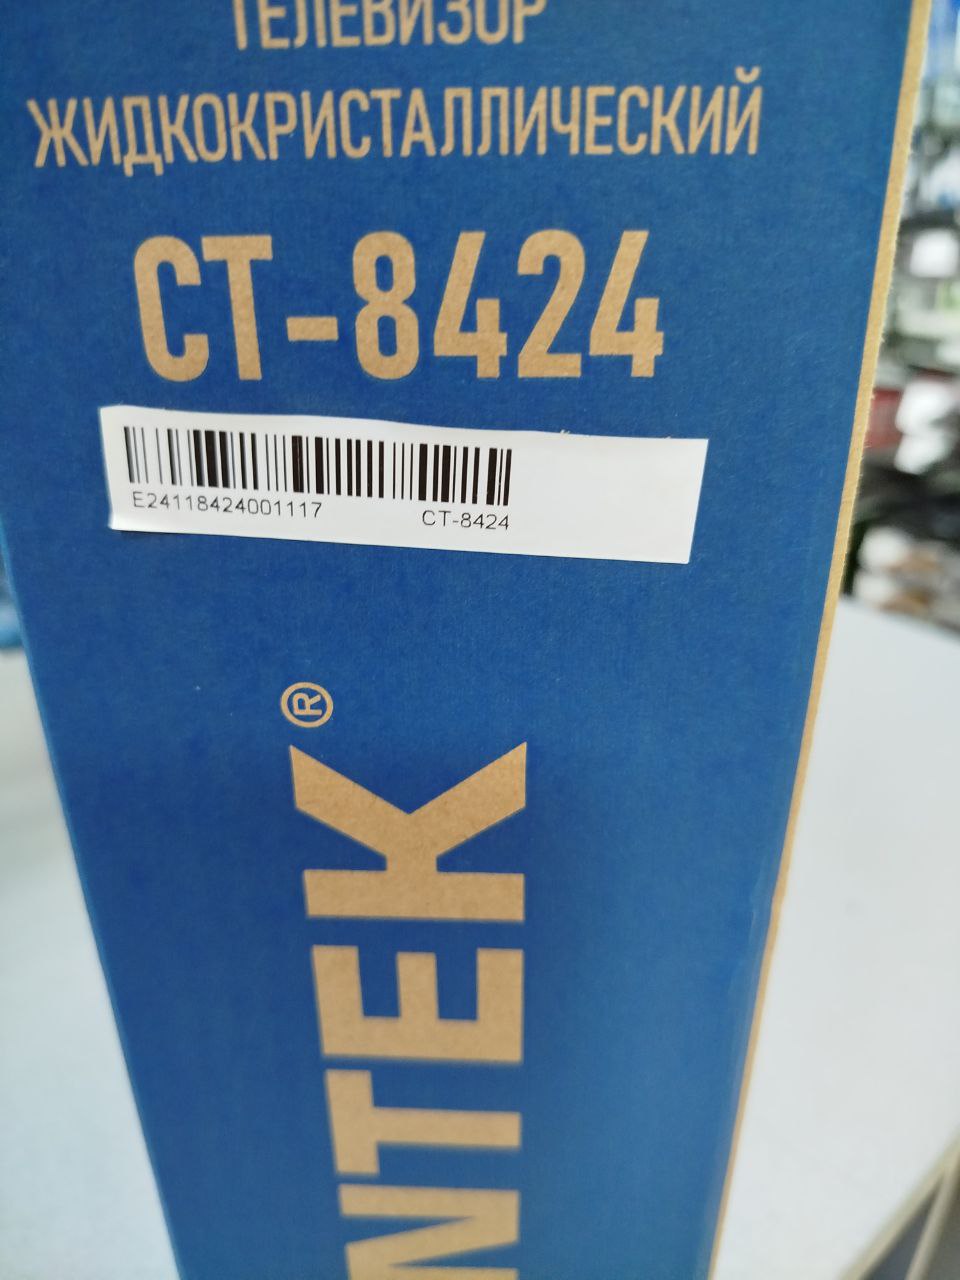 ТЕЛЕВИЗОР
ЖИДКОКРИСТАЛЛИЧЕСКИЙ
CT-8424
E24118424001117 CT-8424
NTEK®